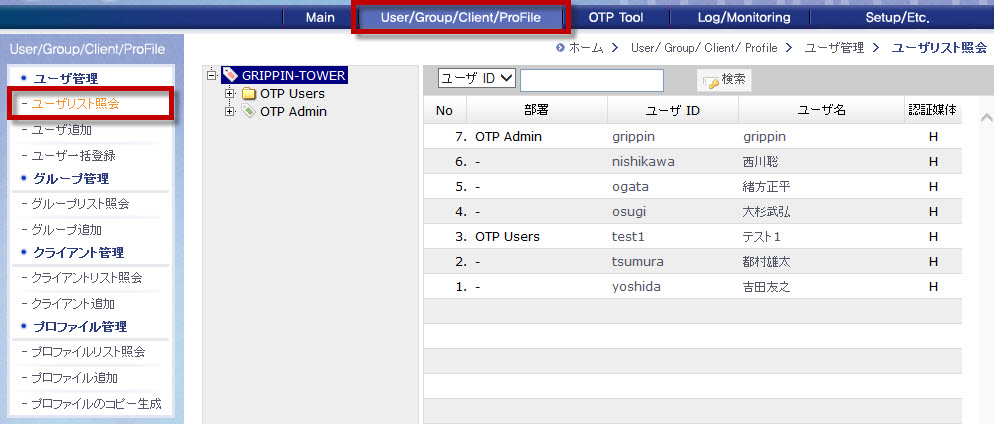 Main User/Group/Client/ProFile OTP Tool Log/Monitoring Setup/Etc.
User/Group/Client/ProFile
ホーム > User/ Group/ Client/ Profile > ユーザ管理 > ユーザリスト照会
• ユーザ管理
- ユーザリスト照会
- ユーザ追加
- ユーザー括登録
• グループ管理
- グループリスト照会
- グループ追加
• クライアント管理
- クライアントリスト照会
- クライアント追加
• プロファイル管理
- プロファイルリスト照会
- プロファイル追加
- プロファイルのコピー生成
GRIPPIN-TOWER
OTP Users
OTP Admin
ユーザ ID 検索
No 部署 ユーザ ID ユーザ名 認証媒体
7. OTP Admin grippin grippin H
6. - nishikawa 西川聡 H
5. - ogata 緒方正平 H
4. - osugi 大杉武弘 H
3. OTP Users test1 テスト1 H
2. - tsumura 都村雄太 H
1. - yoshida 吉田友之 H